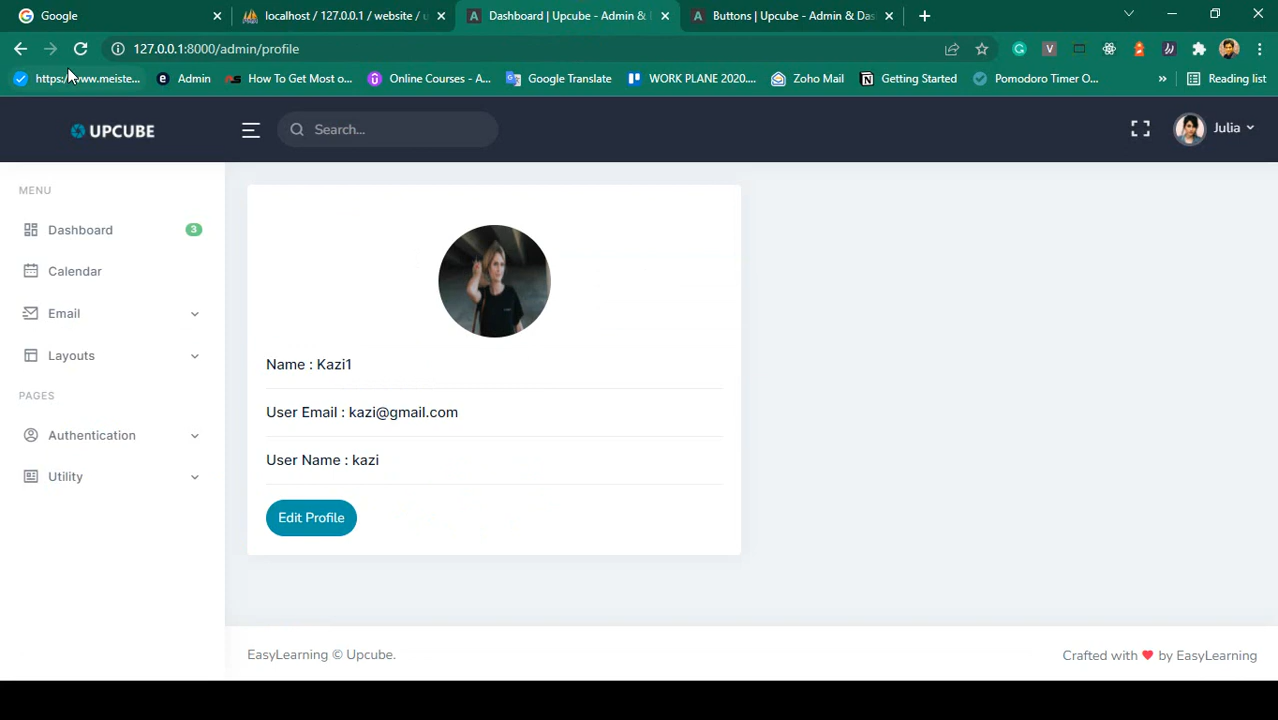 Google
localhost / 127.0.0.1 / website / u
Dashboard | Upcube - Admin &
Buttons | Upcube - Admin & Das
127.0.0.1:8000/admin/profile
https://www.meiste...
Admin
How To Get Most o...
Online Courses - A...
Google Translate
WORK PLANE 2020....
Zoho Mail
Getting Started
Pomodoro Timer O...
»
Reading list
UPCUBE
Search...
Julia
MENU
Dashboard
3
Calendar
Email
Layouts
PAGES
Authentication
Utility
Name : Kazi1
User Email : kazi@gmail.com
User Name : kazi
Edit Profile
EasyLearning © Upcube.
Crafted with ❤ by EasyLearning